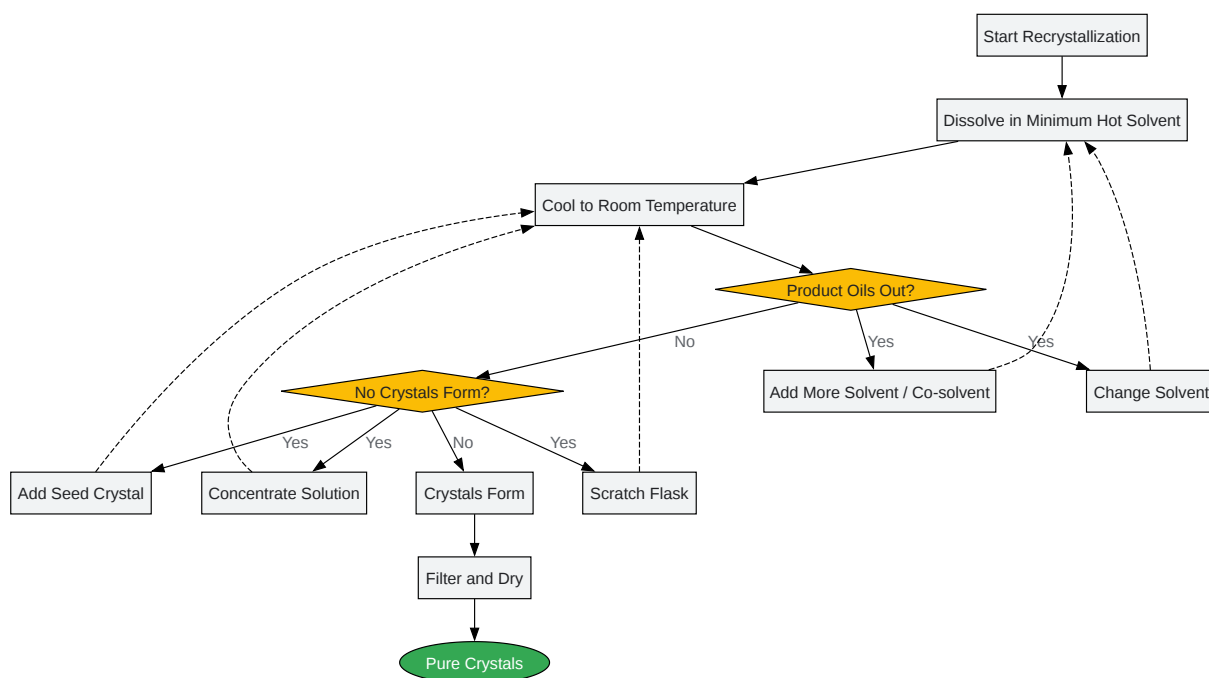 Start Recrystallization
Dissolve in Minimum Hot Solvent
Cool to Room Temperature
Product Oils Out?
No
Yes
Yes
No Crystals Form?
Add More Solvent / Co-solvent
Change Solvent
Yes
Yes
No
Yes
Add Seed Crystal
Concentrate Solution
Crystals Form
Scratch Flask
Filter and Dry
Pure Crystals